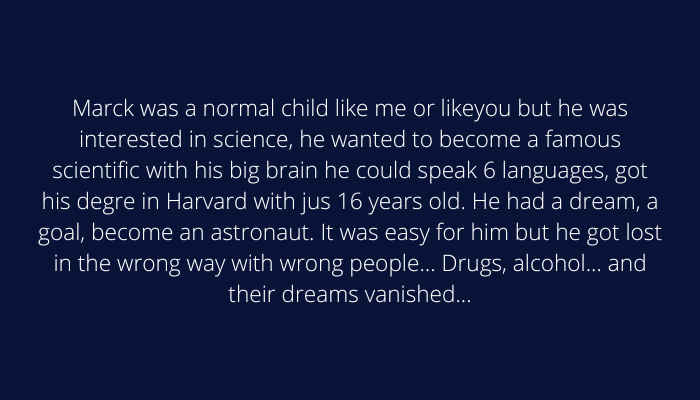 Marck was a normal child like me or likeyou but he was
interested in science, he wanted to become a famous
scientific with his big brain he could speak 6 languages, got
his degre in Harvard with jus 16 years old. He had a dream, a
goal, become an astronaut. It was easy for him but he got lost
in the wrong way with wrong people... Drugs, alcohol... and
their dreams vanished...